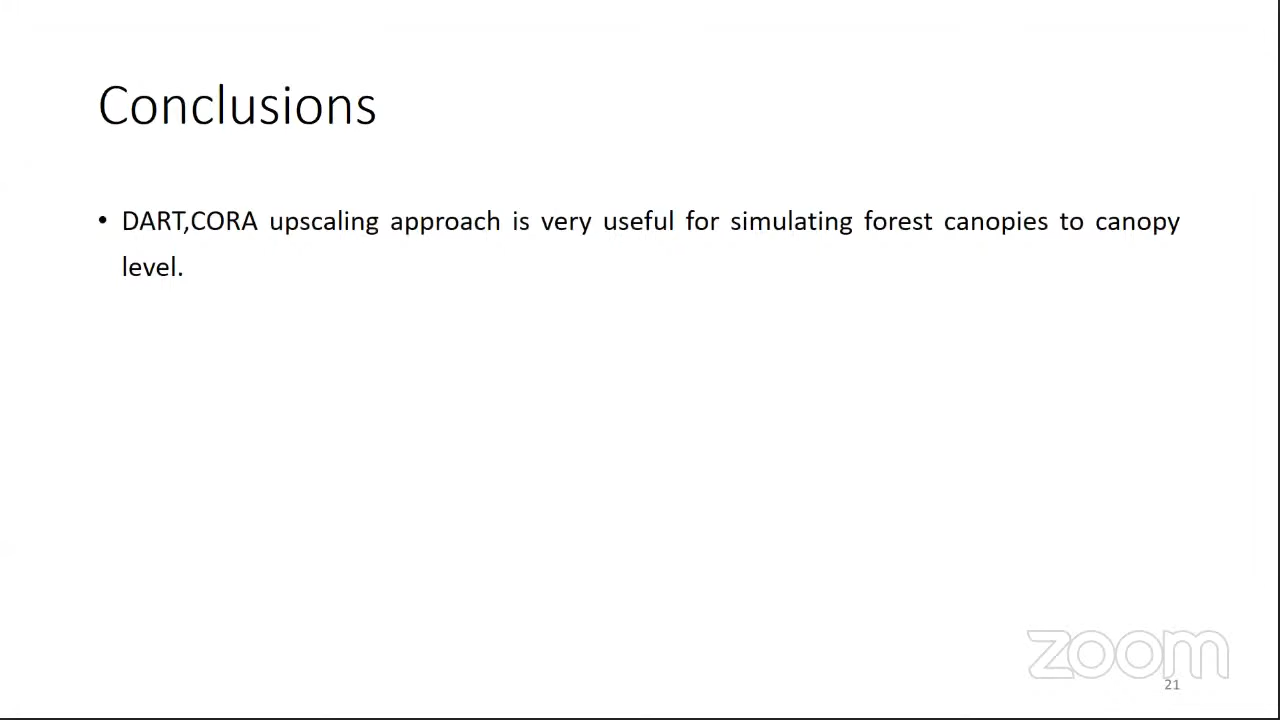 Conclusions
• DART,CORA upscaling approach is very useful for simulating forest canopies to canopy
level.
zoom
21